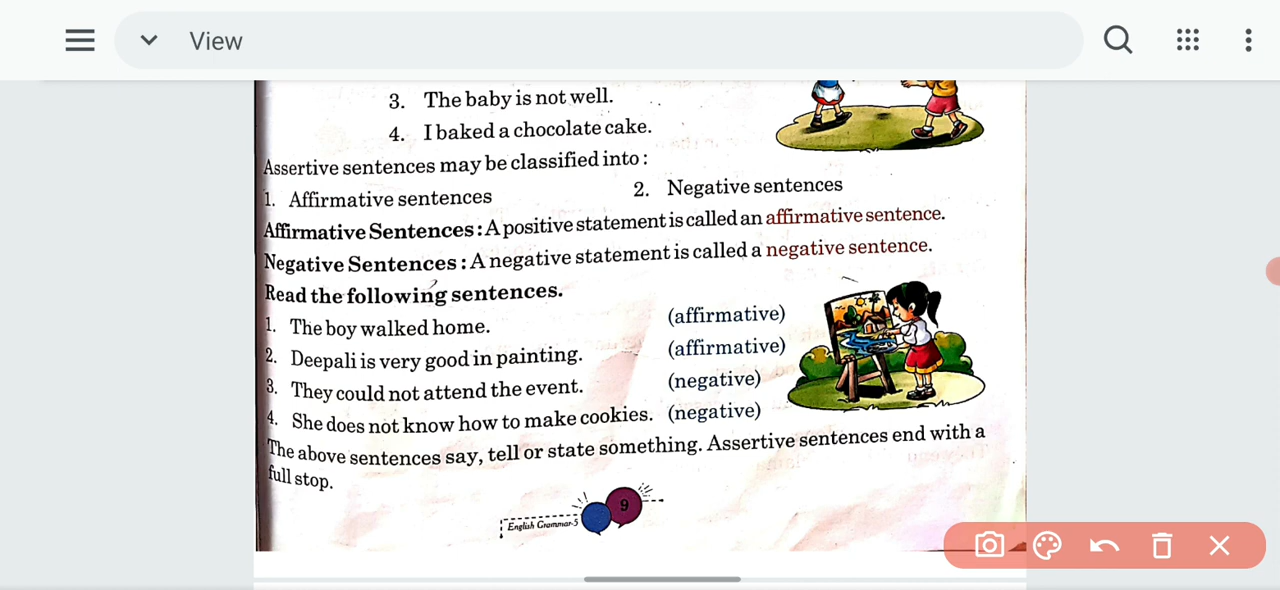 View
3. The baby is not well.
4. I baked a chocolate cake.
Assertive sentences may be classified into :
1. Affirmative sentences 2. Negative sentences
Affirmative Sentences : A positive statement is called an affirmative sentence.
Negative Sentences : A negative statement is called a negative sentence.
Read the following sentences.
1. The boy walked home. (affirmative)
2. Deepali is very good in painting. (affirmative)
3. They could not attend the event. (negative)
4. She does not know how to make cookies. (negative)
The above sentences say, tell or state something. Assertive sentences end with a
full stop.
English Grammar-5 9